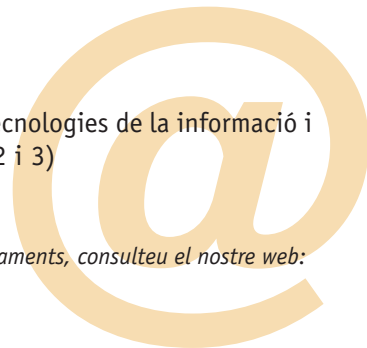 cnologies de la informació i
2 i 3)
aments, consulteu el nostre web:
@